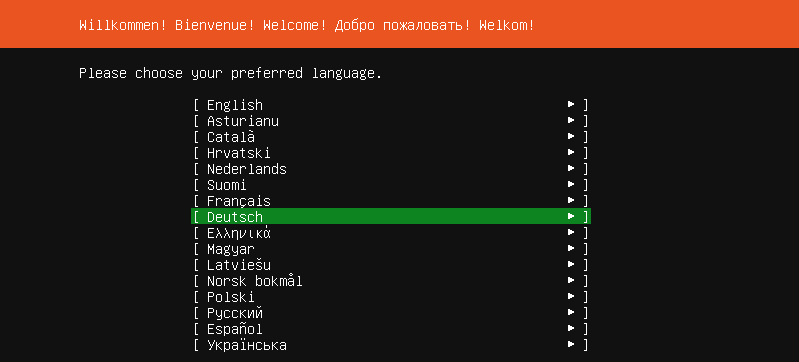 Willkommen! Bienvenue! Welcome! Добро пожаловать! Welkom!
Please choose your preferred language.
[ English ► ]
[ Asturianu ► ]
[ Català ► ]
[ Hrvatski ► ]
[ Nederlands ► ]
[ Suomi ► ]
[ Français ► ]
[ Deutsch ► ]
[ Ελληνικά ► ]
[ Magyar ► ]
[ Latviešu ► ]
[ Norsk bokmål ► ]
[ Polski ► ]
[ Русский ► ]
[ Español ► ]
[ Українська ► ]